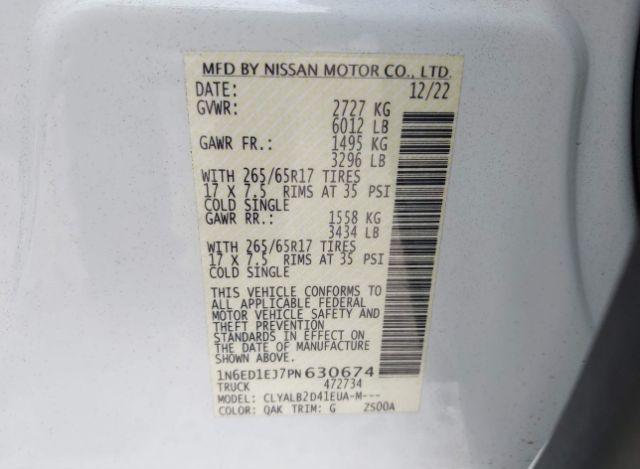 MFD BY NISSAN MOTOR CO., LTD.
DATE: 12/22
GVWR: 2727 KG
6012 LB
GAWR FR.: 1495 KG
3296 LB
WITH 265/65R17 TIRES
17 X 7.5 RIMS AT 35 PSI
COLD SINGLE
GAWR RR.: 1558 KG
3434 LB
WITH 265/65R17 TIRES
17 X 7.5 RIMS AT 35 PSI
COLD SINGLE
THIS VEHICLE CONFORMS TO
ALL APPLICABLE FEDERAL
MOTOR VEHICLE SAFETY AND
THEFT PREVENTION
STANDARDS IN EFFECT ON
THE DATE OF MANUFACTURE
SHOWN ABOVE.
1N6ED1EJ7PN630674
TRUCK 472734
MODEL: CLYALB2D41EUA-M---
COLOR: QAK TRIM: G ZS00A